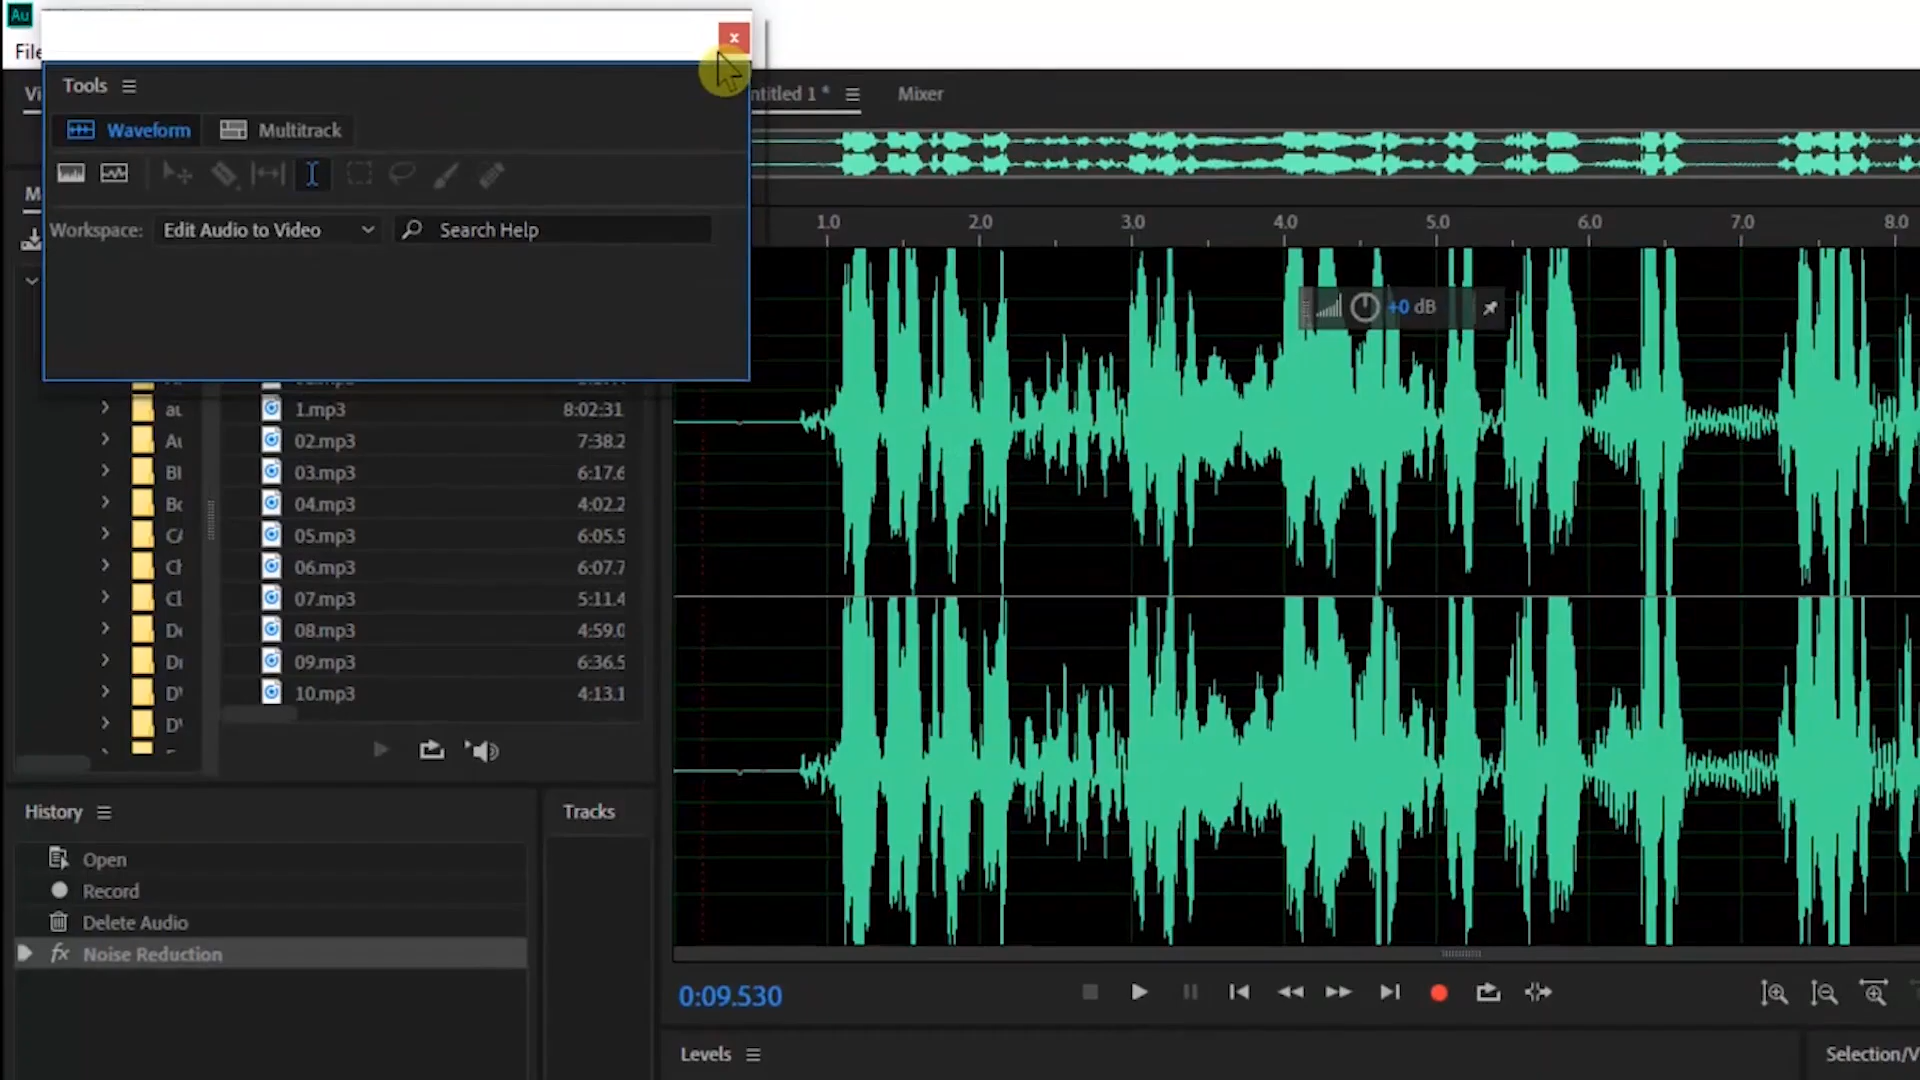 Au
File
x
Tools
ntitled 1 *
Mixer
Waveform
Multitrack
Workspace:
Edit Audio to Video
Search Help
1.0 2.0 3.0 4.0 5.0 6.0 7.0 8.0
+0 dB
1.mp3 8:02:31
02.mp3 7:38.2
03.mp3 6:17.6
04.mp3 4:02.2
05.mp3 6:05.5
06.mp3 6:07.7
07.mp3 5:11.4
08.mp3 4:59.0
09.mp3 6:36.5
10.mp3 4:13.1
History
Tracks
Open
Record
Delete Audio
fx Noise Reduction
0:09.530
Levels
Selection/V